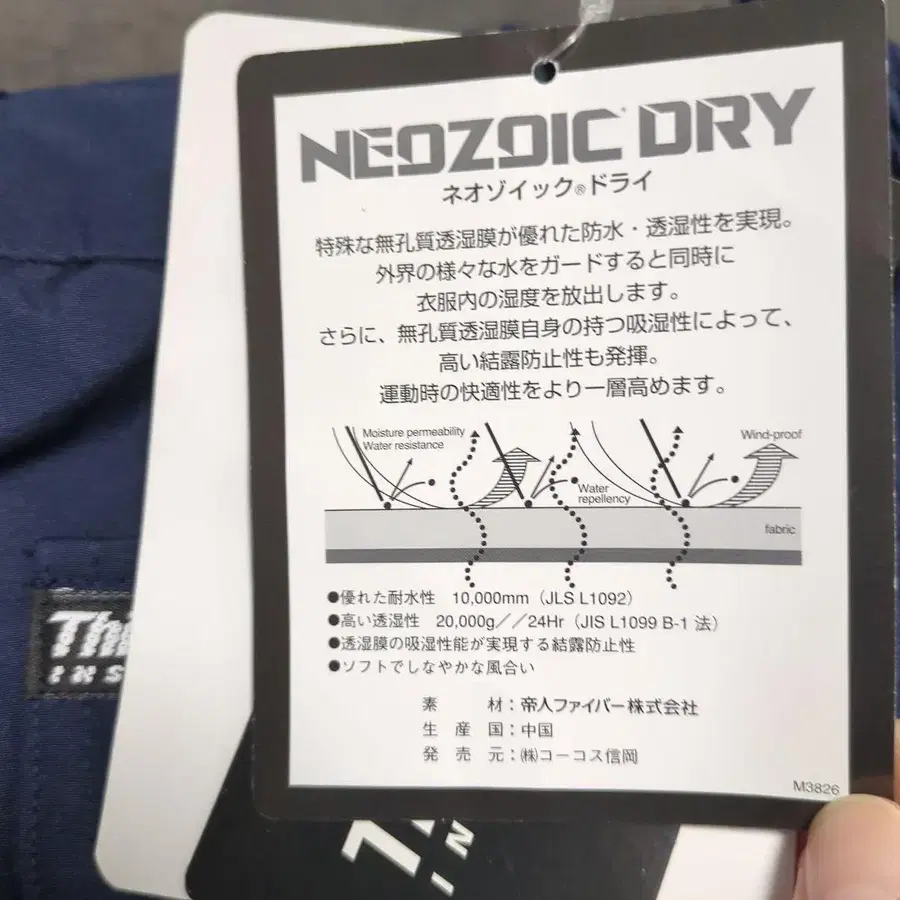 NEOZOIC® DRY
ネオゾイック®ドライ
特殊な無孔質透湿膜が優れた防水・透湿性を実現。
外界の様々な水をガードすると同時に
衣服内の湿度を放出します。
さらに、無孔質透湿膜自身の持つ吸湿性によって、
高い結露防止性も発揮。
運動時の快適性をより一層高めます。
Moisture permeability
Water resistance
Wind-proof
Water
repellency
fabric
●優れた耐水性 10,000mm（JLS L1092）
●高い透湿性 20,000g／／24Hr（JIS L1099 B-1 法）
●透湿膜の吸湿性能が実現する結露防止性
●ソフトでしなやかな風合い
素 材：帝人ファイバー株式会社
生 産 国：中国
発 売 元：㈱コーコス信岡
M3826